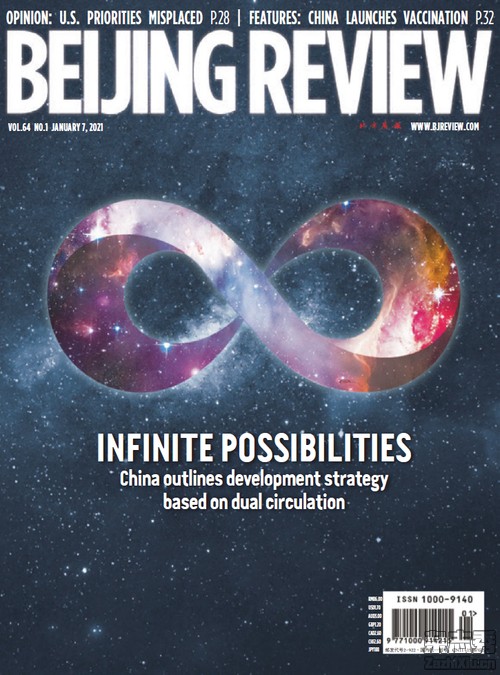 OPINION: U.S. PRIORITIES MISPLACED P.28 | FEATURES: CHINA LAUNCHES VACCINATION P.32
BEIJING REVIEW
VOL.64 NO.1 JANUARY 7, 2021
WWW.BJREVIEW.COM
INFINITE POSSIBILITIES
China outlines development strategy
based on dual circulation
ISSN 1000-9140
01>